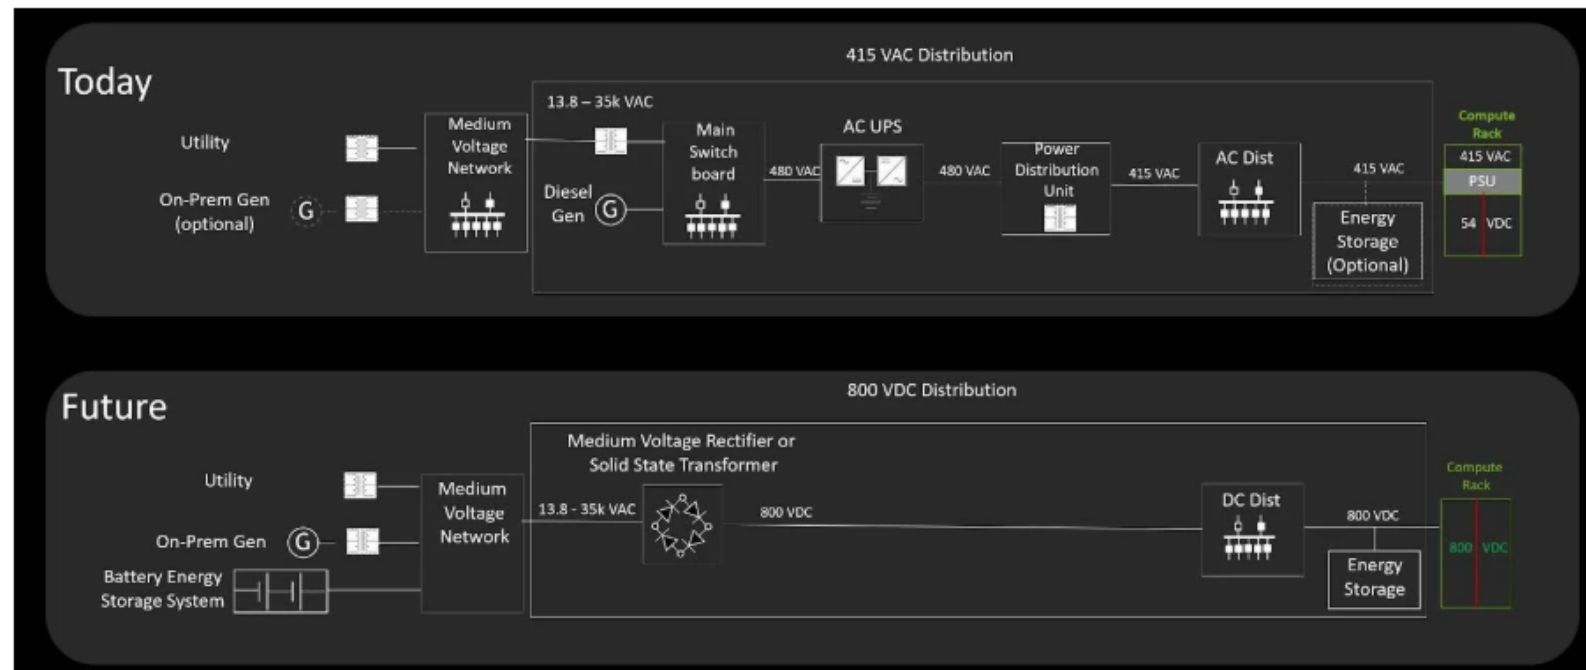 415 VAC Distribution
Today
13.8 – 35k VAC
Utility
On-Prem Gen
(optional)
G
Medium
Voltage
Network
Diesel
Gen
G
Main
Switch
board
480 VAC
AC UPS
480 VAC
Power
Distribution
Unit
415 VAC
AC Dist
415 VAC
Energy
Storage
(Optional)
Compute
Rack
415 VAC
PSU
54 VDC
800 VDC Distribution
Future
Medium Voltage Rectifier or
Solid State Transformer
Utility
On-Prem Gen
G
Battery Energy
Storage System
Medium
Voltage
Network
13.8 - 35k VAC
800 VDC
DC Dist
800 VDC
Energy
Storage
Compute
Rack
800 VDC